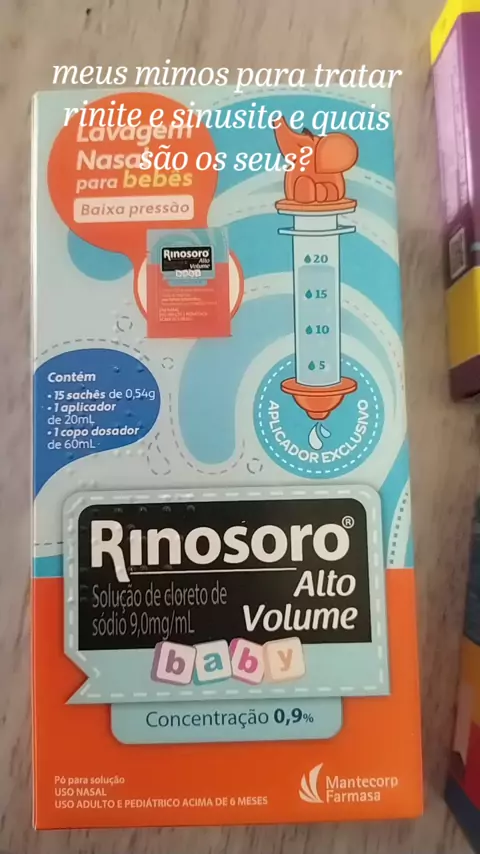 meus mimos para tratar
rinite e sinusite e quais
são os seus?
Lavagem
Nasal
para bebês
Baixa pressão
Rinosoro
Alto
Volume
baby
20
15
10
5
Contém
• 15 sachês de 0,54g
• 1 aplicador
de 20mL
• 1 copo dosador
de 60mL
APLICADOR EXCLUSIVO
Rinosoro®
Alto
Volume
Solução de cloreto de
sódio 9,0mg/mL
baby
Concentração 0,9%
Pó para solução
USO NASAL
USO ADULTO E PEDIÁTRICO ACIMA DE 6 MESES
Mantecorp
Farmasa